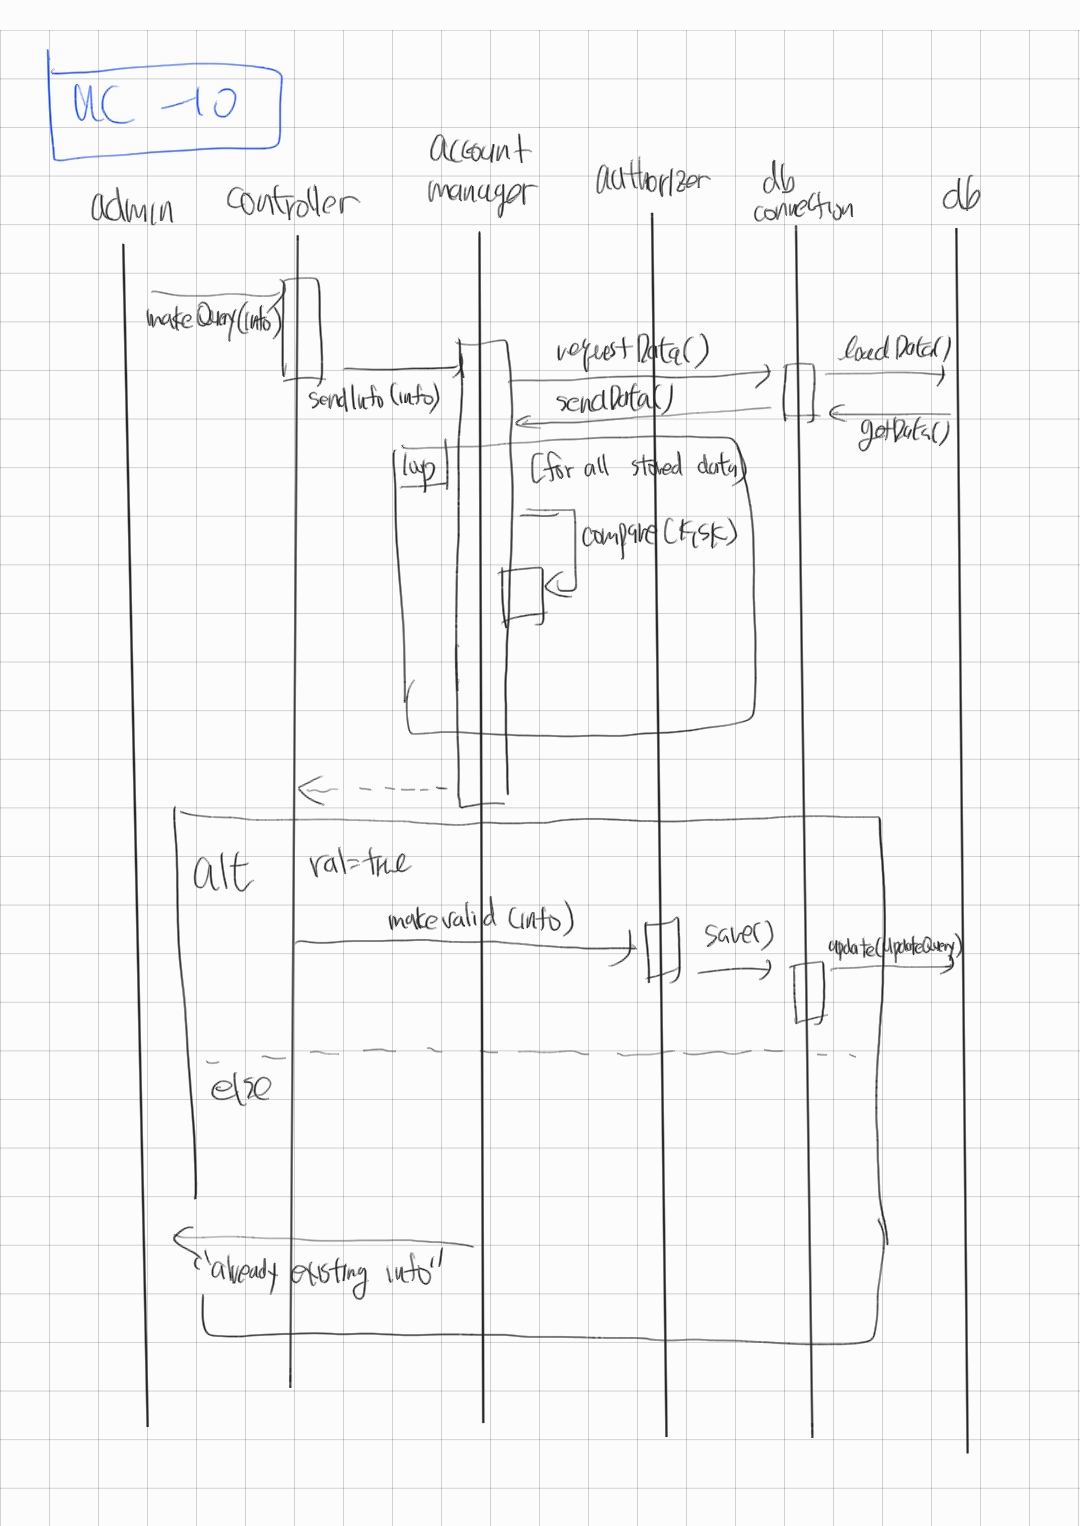 UC-10
admin
controller
account
manager
authorizer
db
connection
db
makeQuery(info)
sendInfo(info)
requestData()
sendData()
loadData()
getData()
loop
(for all stored data)
compare(k,sk)
alt
val=true
makevalid(info)
save()
update(updateQuery)
else
"already existing info"